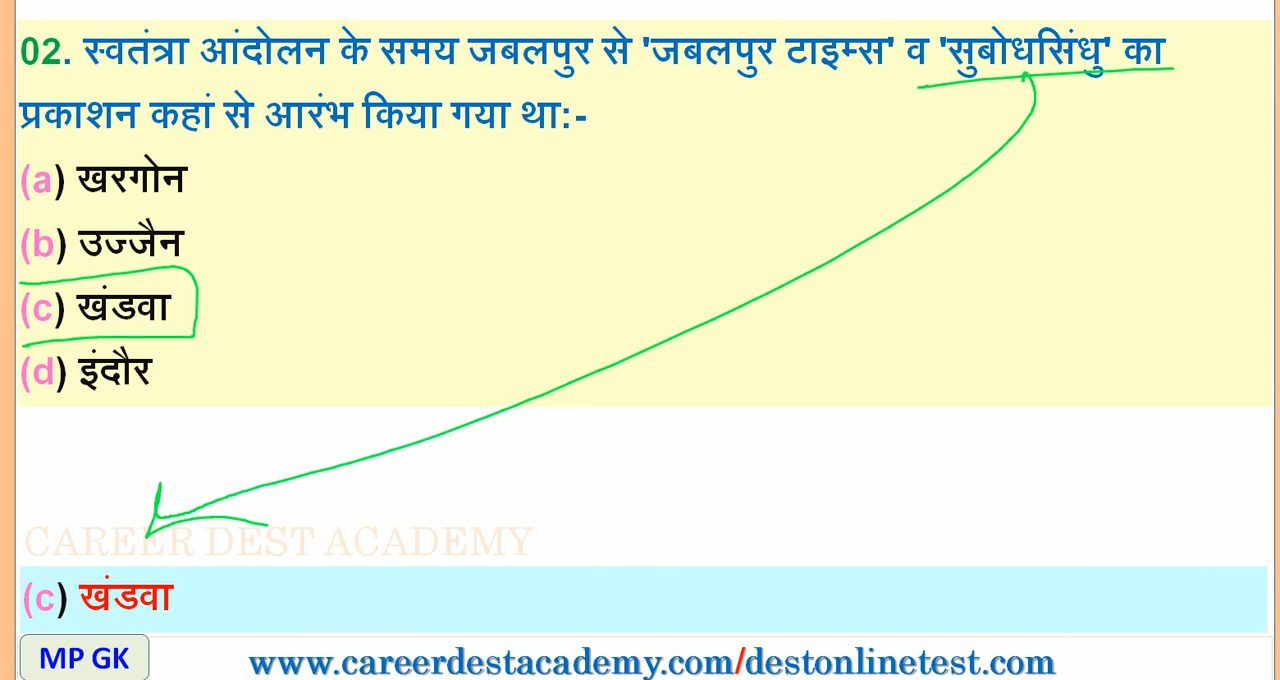 02. स्वतंत्रा आंदोलन के समय जबलपुर से 'जबलपुर टाइम्स' व 'सुबोधसिंधु' का
प्रकाशन कहां से आरंभ किया गया था:-
(a) खरगोन
(b) उज्जैन
(c) खंडवा
(d) इंदौर
CAREER DEST ACADEMY
(c) खंडवा
MP GK
www.careerdestacademy.com/destonlinetest.com